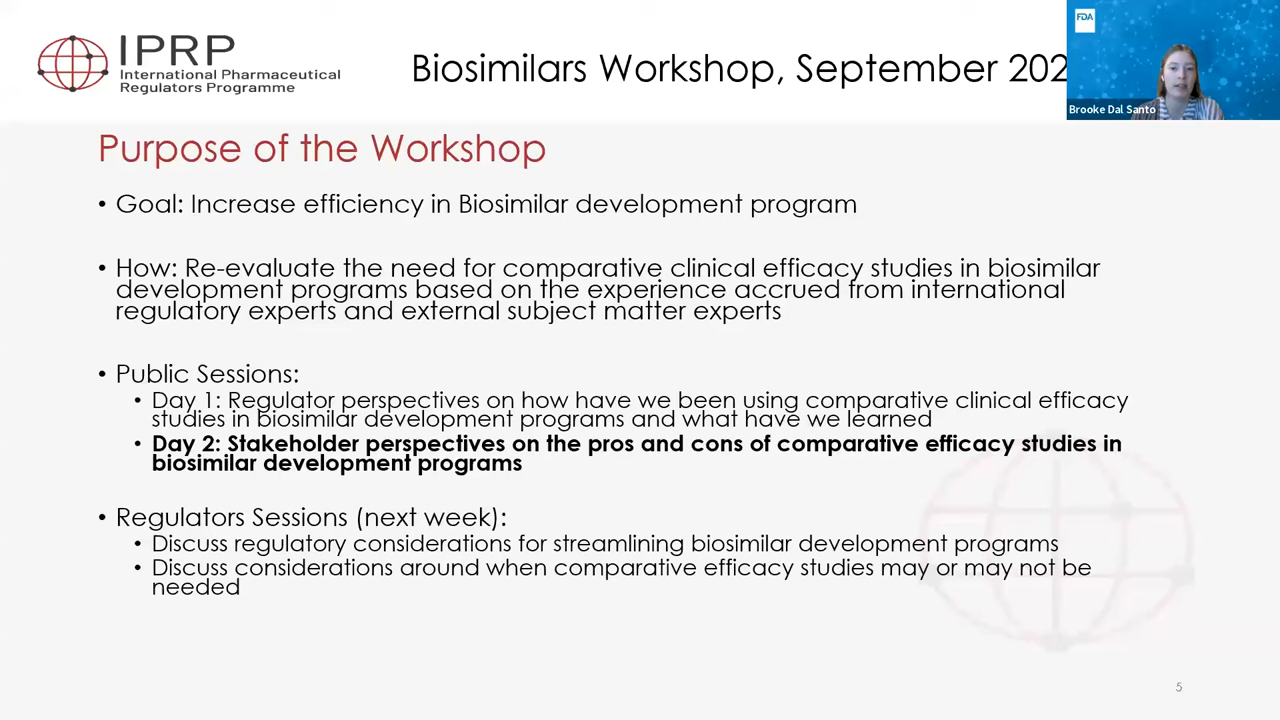 IPRP
International Pharmaceutical
Regulators Programme
Biosimilars Workshop, September 202
FDA
Brooke Dal Santo
Purpose of the Workshop
• Goal: Increase efficiency in Biosimilar development program
• How: Re-evaluate the need for comparative clinical efficacy studies in biosimilar
development programs based on the experience accrued from international
regulatory experts and external subject matter experts
• Public Sessions:
• Day 1: Regulator perspectives on how have we been using comparative clinical efficacy
studies in biosimilar development programs and what have we learned
• Day 2: Stakeholder perspectives on the pros and cons of comparative efficacy studies in
biosimilar development programs
• Regulators Sessions (next week):
• Discuss regulatory considerations for streamlining biosimilar development programs
• Discuss considerations around when comparative efficacy studies may or may not be
needed
5